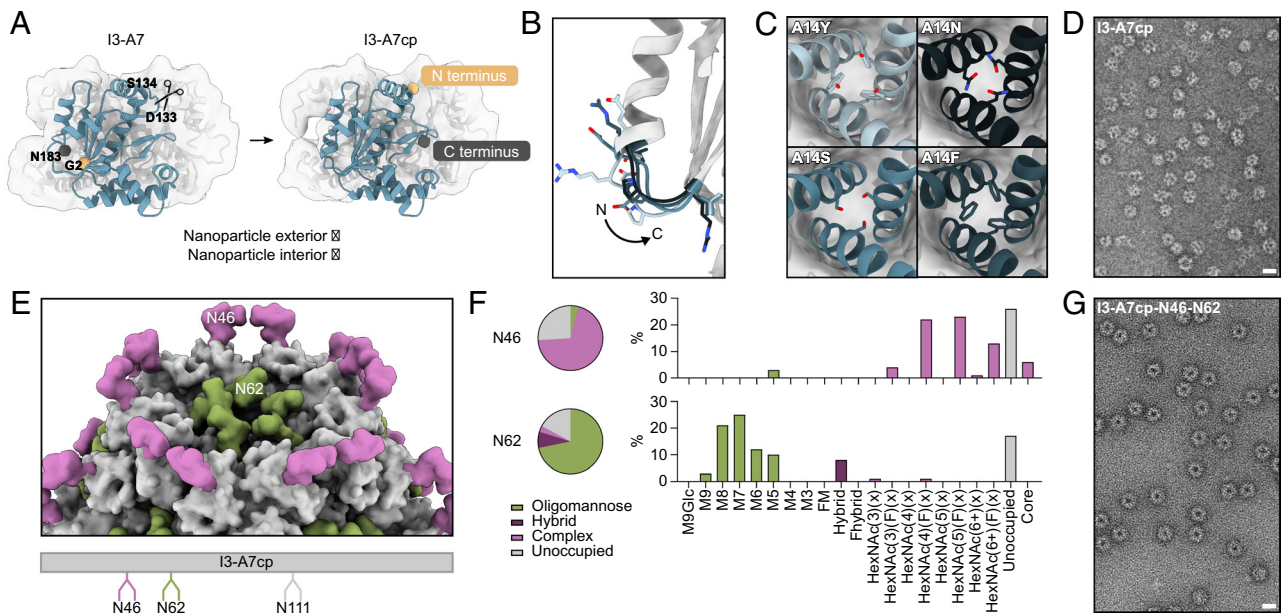 A
I3-A7
I3-A7cp
S134
D133
N183
G2
N terminus
C terminus
Nanoparticle exterior
Nanoparticle interior
B
N
C
C
A14Y
A14N
A14S
A14F
D
I3-A7cp
E
N46
N62
I3-A7cp
N46
N62
N111
F
N46
%
30
20
10
0
N62
%
30
20
10
0
Oligomannose
Hybrid
Complex
Unoccupied
M9Glc
M9
M8
M7
M6
M5
M4
M3
FM
Hybrid
Fhybrid
HexNAc(3)(x)
HexNAc(3)(F)(x)
HexNAc(4)(x)
HexNAc(4)(F)(x)
HexNAc(5)(x)
HexNAc(5)(F)(x)
HexNAc(6+)(x)
HexNAc(6+)(F)(x)
Unoccupied
Core
G
I3-A7cp-N46-N62